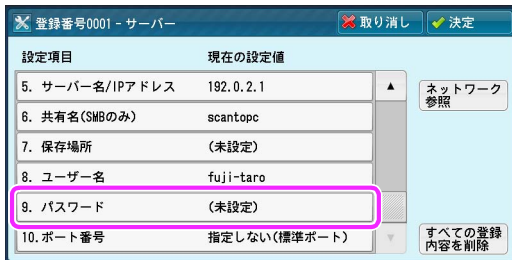 登録番号0001 - サーバー
取り消し
決定
設定項目 現在の設定値
5. サーバー名/IPアドレス 192.0.2.1
ネットワーク
参照
6. 共有名(SMBのみ) scantopc
7. 保存場所 (未設定)
8. ユーザー名 fuji-taro
9. パスワード (未設定)
10.ポート番号 指定しない(標準ポート)
すべての登録
内容を削除